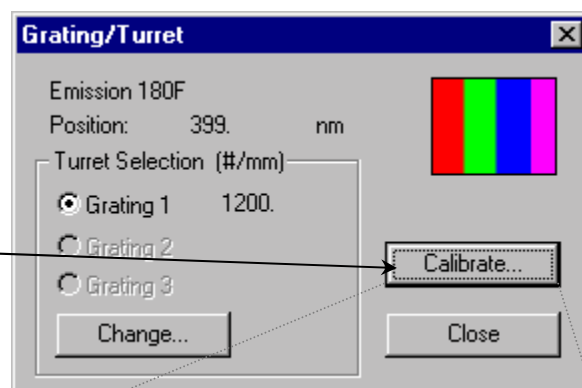 Grating/Turret
Emission 180F
Position: 399. nm
Turret Selection (#/mm)
Grating 1 1200.
Grating 2
Grating 3
Calibrate...
Change...
Close